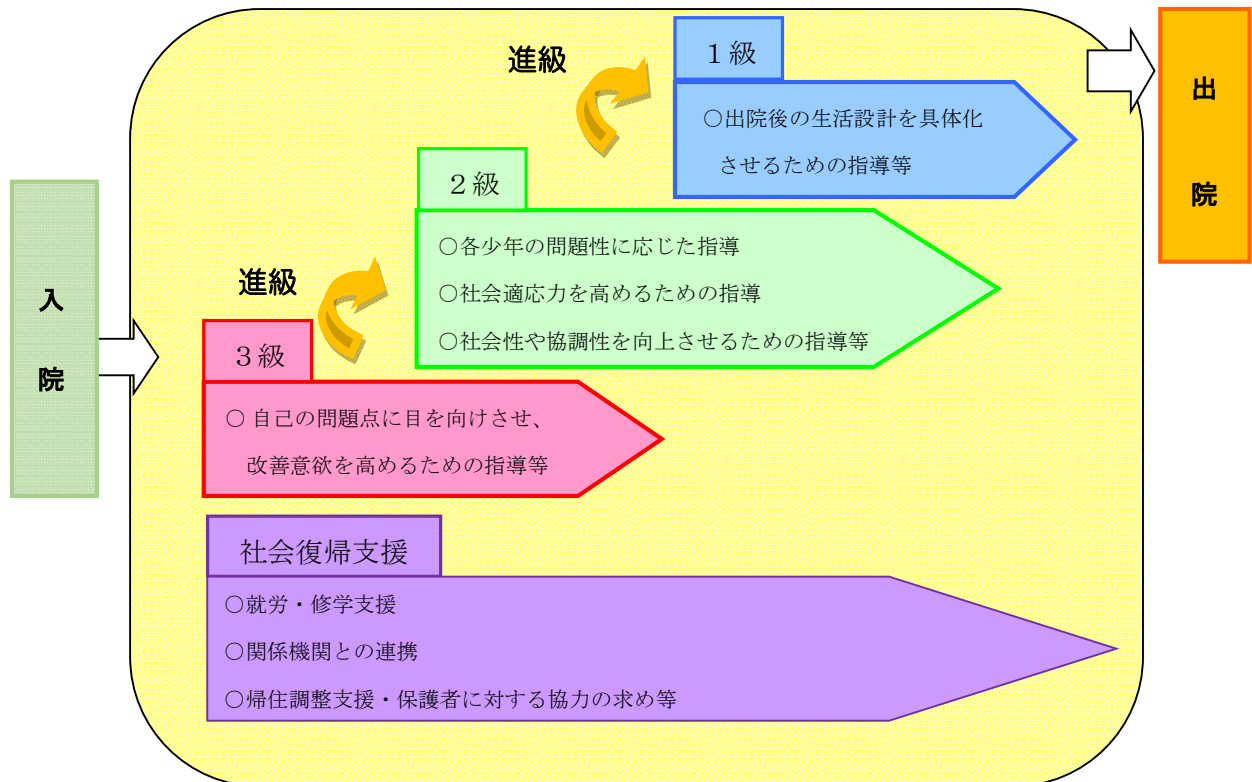 入院
進級
3級
○ 自己の問題点に目を向けさせ、
改善意欲を高めるための指導等
進級
2級
○各少年の問題性に応じた指導
○社会適応力を高めるための指導
○社会性や協調性を向上させるための指導等
1級
○出院後の生活設計を具体化
させるための指導等
社会復帰支援
○就労・修学支援
○関係機関との連携
○帰住調整支援・保護者に対する協力の求め等
出院